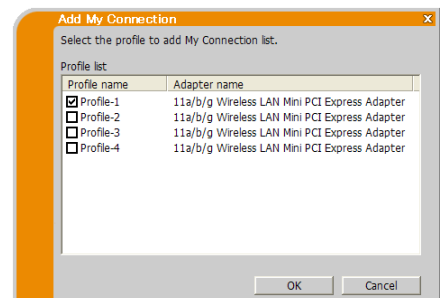 Add My Connection x
Select the profile to add My Connection list.
Profile list
Profile name Adapter name
Profile-1 11a/b/g Wireless LAN Mini PCI Express Adapter
Profile-2 11a/b/g Wireless LAN Mini PCI Express Adapter
Profile-3 11a/b/g Wireless LAN Mini PCI Express Adapter
Profile-4 11a/b/g Wireless LAN Mini PCI Express Adapter
OK Cancel